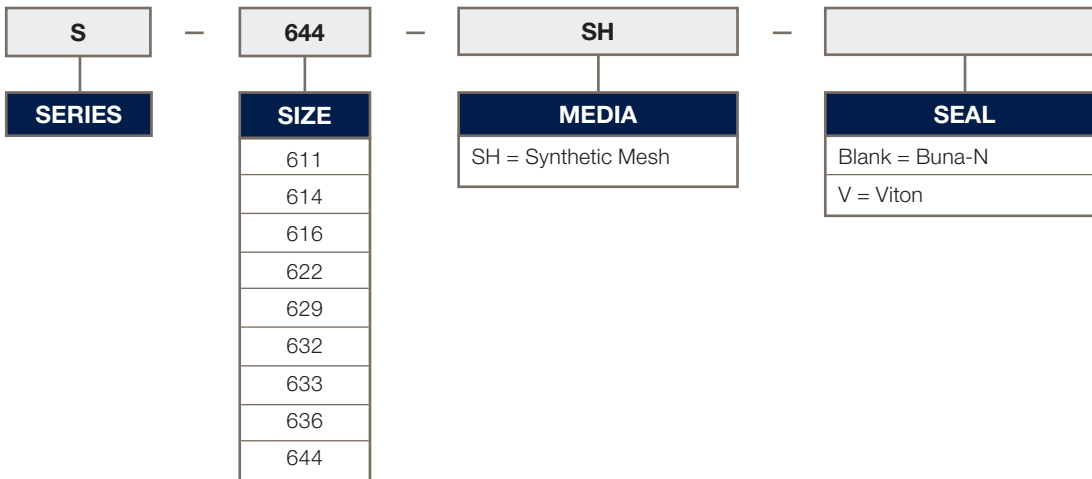 S – 644 – SH –
SERIES SIZE MEDIA SEAL
611 SH = Synthetic Mesh Blank = Buna-N
614 V = Viton
616
622
629
632
633
636
644